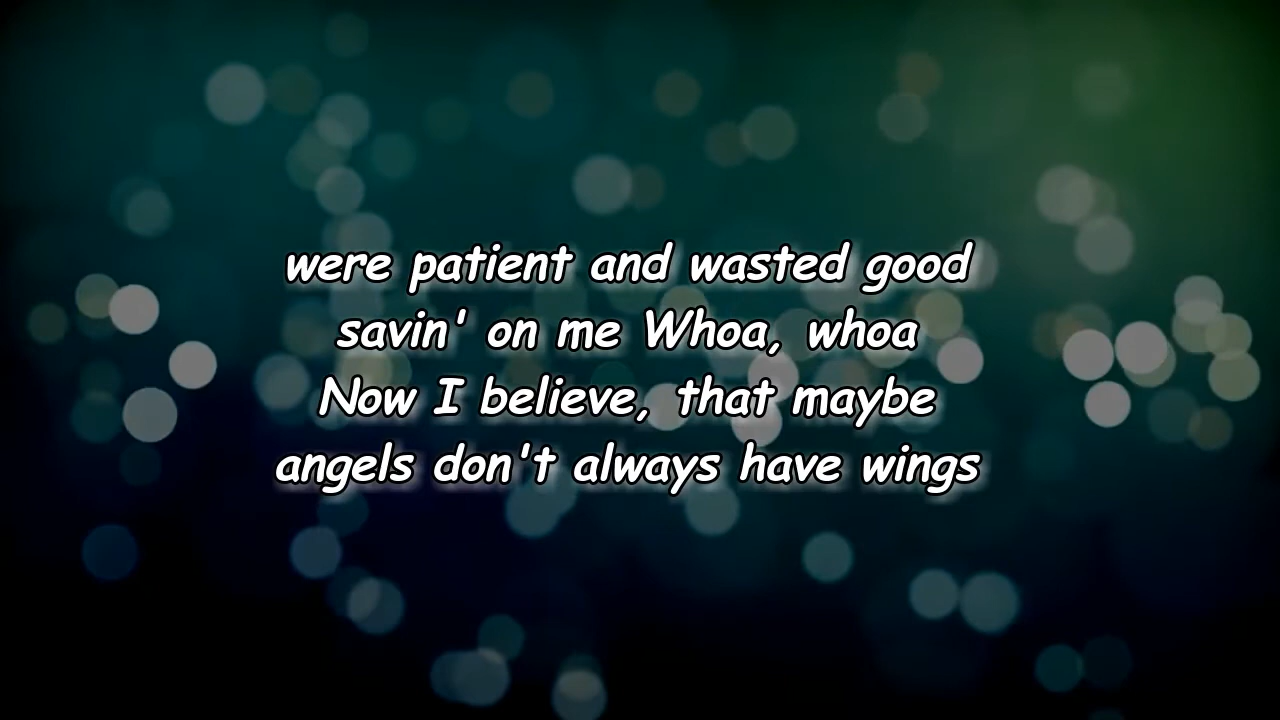 were patient and wasted good
savin' on me Whoa, whoa
Now I believe, that maybe
angels don't always have wings